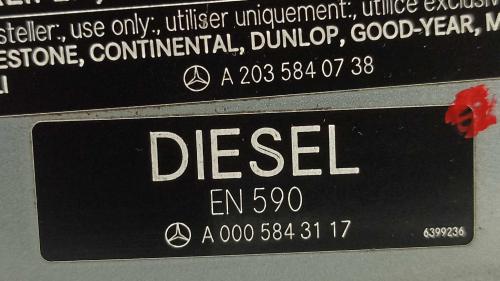 steller; use only:, utiliser uniquement:, utilice exclusiv
ESTONE, CONTINENTAL, DUNLOP, GOOD-YEAR, M
LI
A 203 584 07 38
DIESEL
EN 590
A 000 584 31 17
6399236